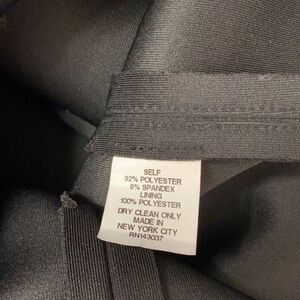 SELF
92% POLYESTER
8% SPANDEX
LINING
100% POLYESTER
DRY CLEAN ONLY
MADE IN
NEW YORK CITY
RN143037